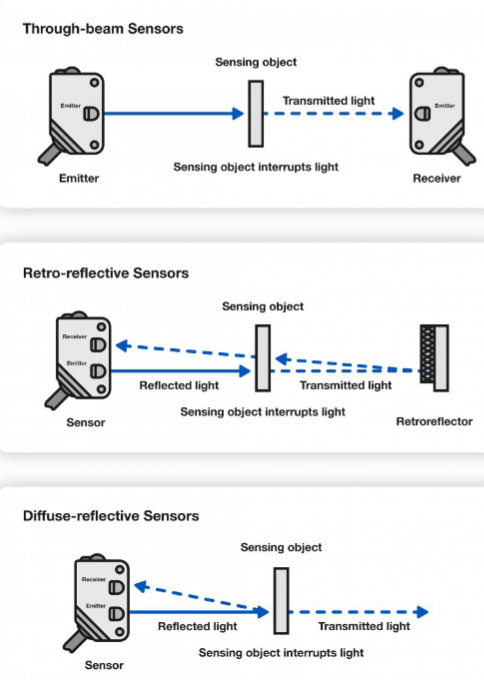 Through-beam Sensors
Sensing object
Transmitted light
Emitter
Emitter
Sensing object interrupts light
Emitter
Receiver
Retro-reflective Sensors
Sensing object
Receiver
Emitter
Reflected light
Transmitted light
Sensing object interrupts light
Sensor
Retroreflector
Diffuse-reflective Sensors
Sensing object
Receiver
Emitter
Reflected light
Transmitted light
Sensing object interrupts light
Sensor